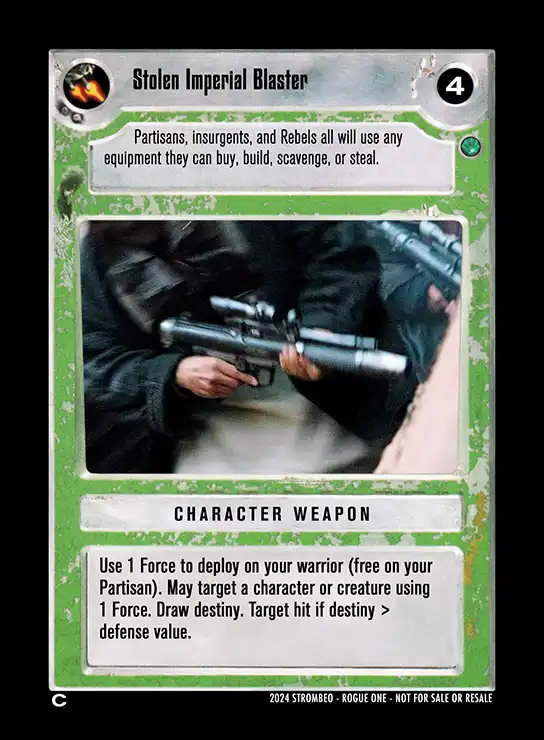 Stolen Imperial Blaster
4
Partisans, insurgents, and Rebels all will use any
equipment they can buy, build, scavenge, or steal.
CHARACTER WEAPON
Use 1 Force to deploy on your warrior (free on your
Partisan). May target a character or creature using
1 Force. Draw destiny. Target hit if destiny >
defense value.
C
2024 STROMBEO - ROGUE ONE - NOT FOR SALE OR RESALE